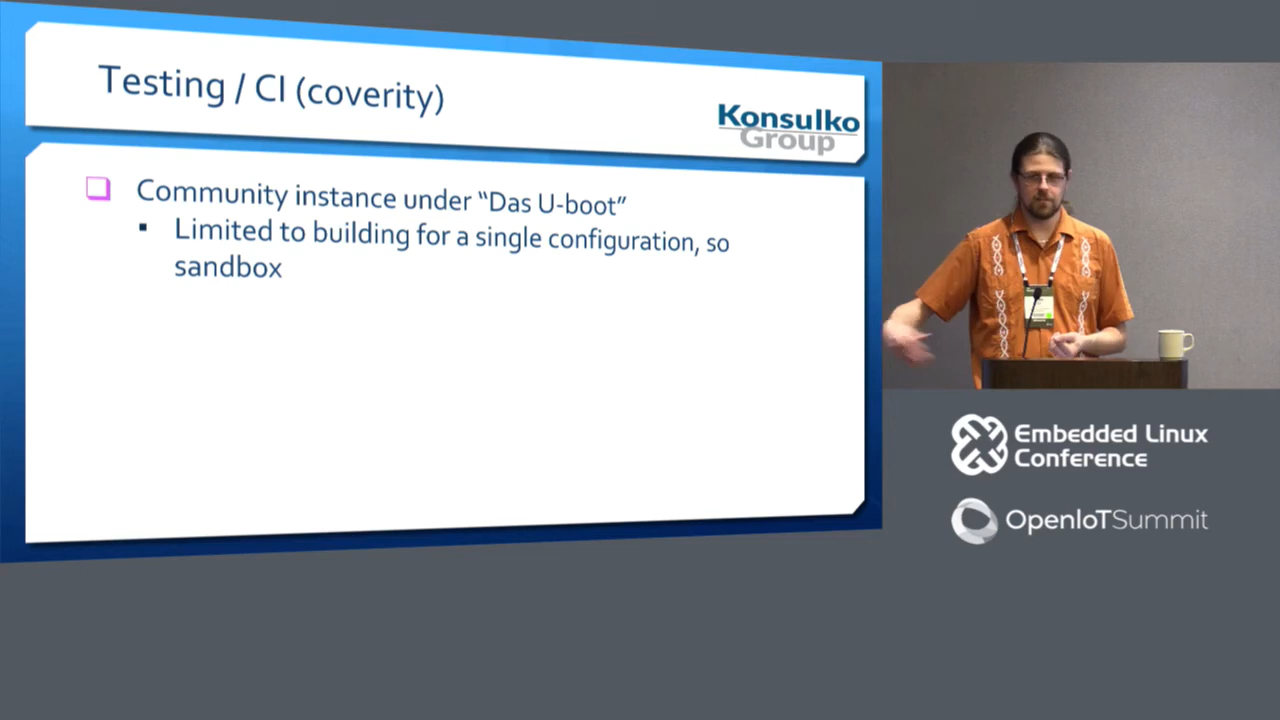 Testing / CI (coverity)
Konsulko
Group
Community instance under “Das U-boot”
Limited to building for a single configuration, so
sandbox
Embedded Linux
Conference
OpenIoTSummit